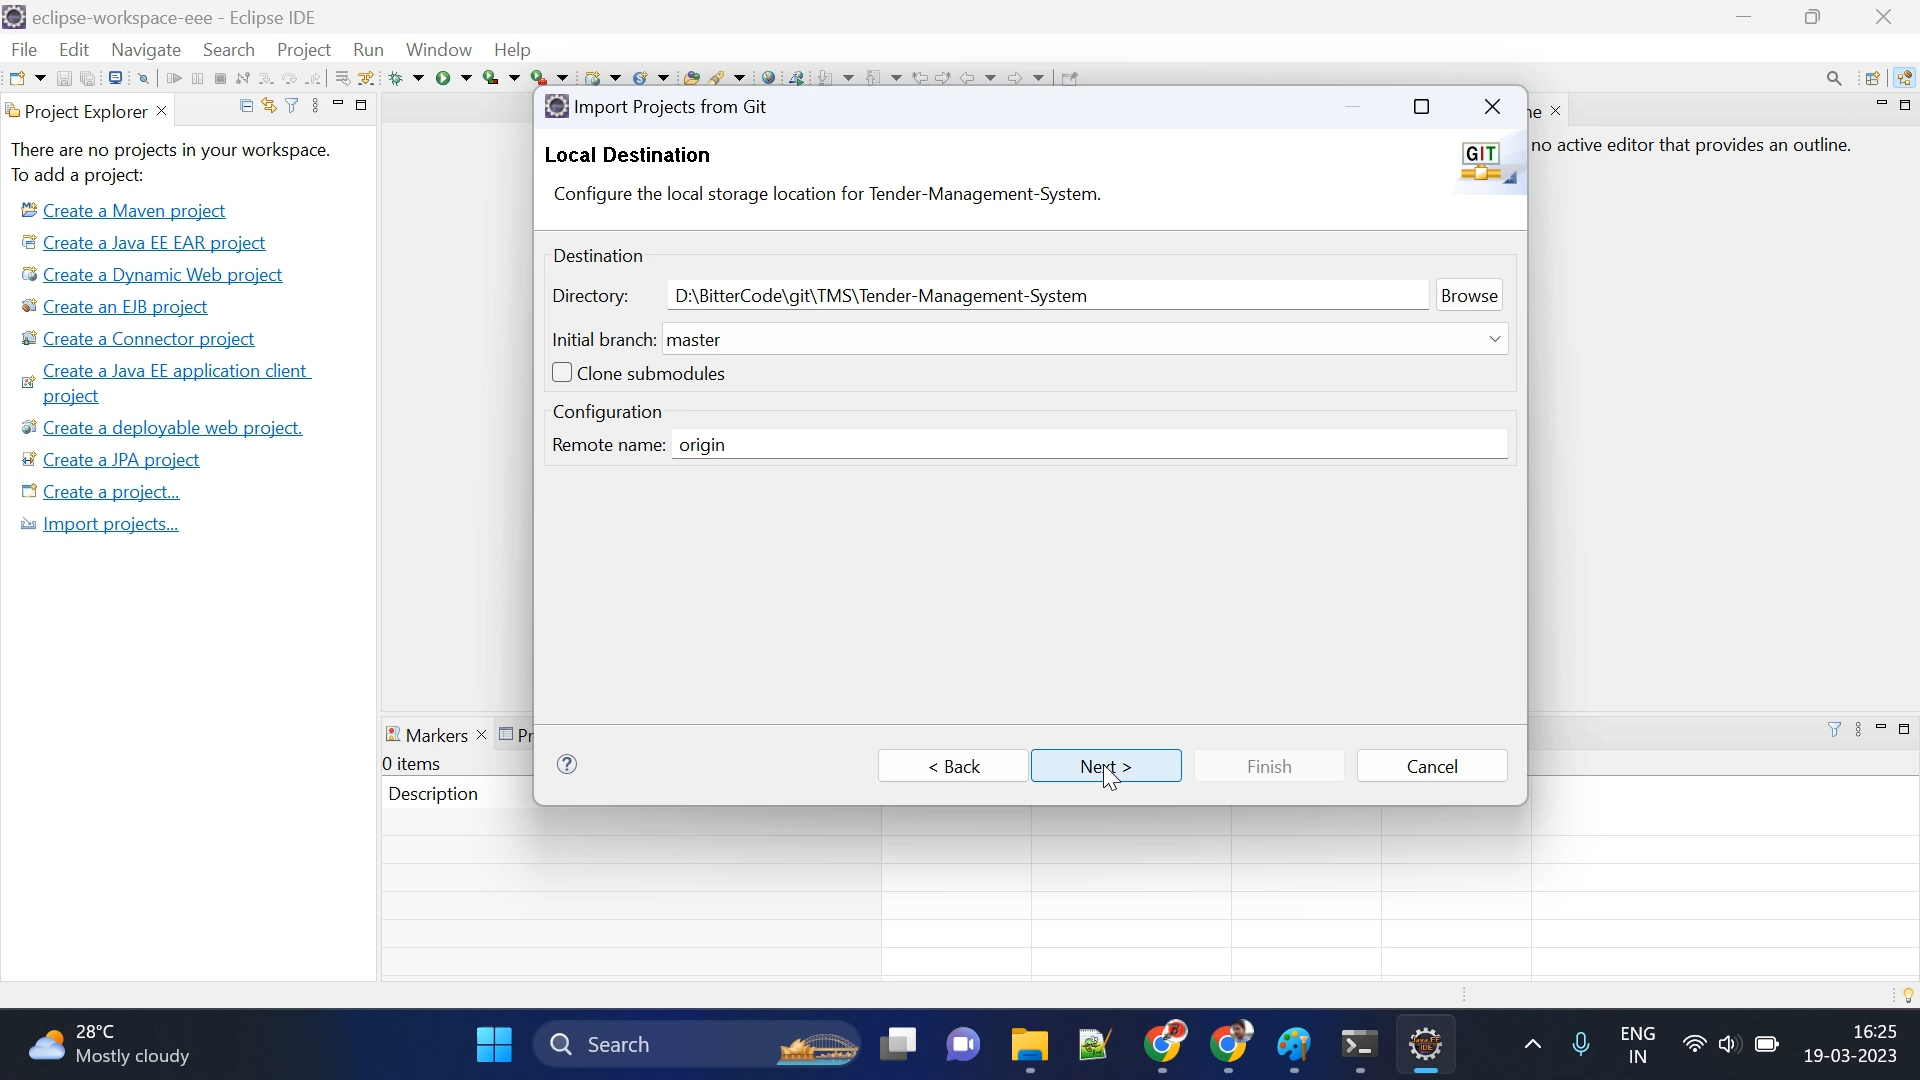 eclipse-workspace-eee - Eclipse IDE
File Edit Navigate Search Project Run Window Help
Project Explorer
There are no projects in your workspace.
To add a project:
Create a Maven project
Create a Java EE EAR project
Create a Dynamic Web project
Create an EJB project
Create a Connector project
Create a Java EE application client
project
Create a deployable web project.
Create a JPA project
Create a project...
Import projects...
Import Projects from Git
Local Destination
Configure the local storage location for Tender-Management-System.
GIT
Destination
Directory: D:\BitterCode\git\TMS\Tender-Management-System Browse
Initial branch: master
Clone submodules
Configuration
Remote name: origin
< Back Next > Finish Cancel
no active editor that provides an outline.
Markers
0 items
Description
28°C
Mostly cloudy
Search
ENG
IN
16:25
19-03-2023